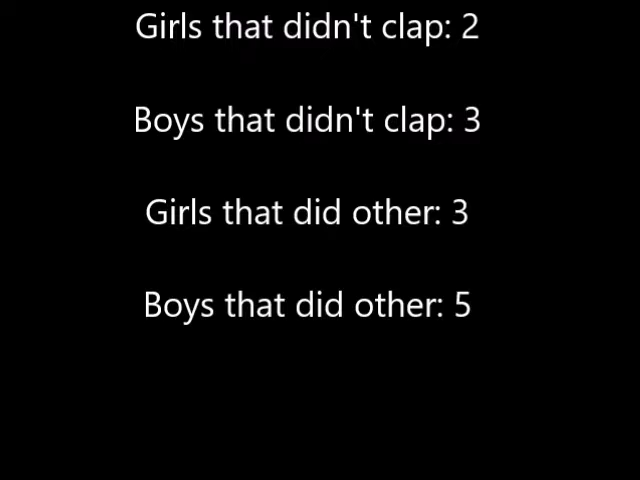 Girls that didn't clap: 2
Boys that didn't clap: 3
Girls that did other: 3
Boys that did other: 5